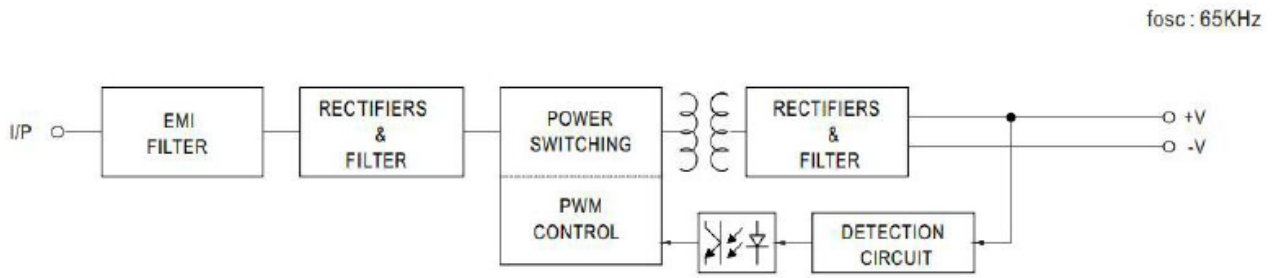 fosc : 65KHz
I/P
EMI
FILTER
RECTIFIERS
&
FILTER
POWER
SWITCHING
PWM
CONTROL
RECTIFIERS
&
FILTER
+V
-V
DETECTION
CIRCUIT